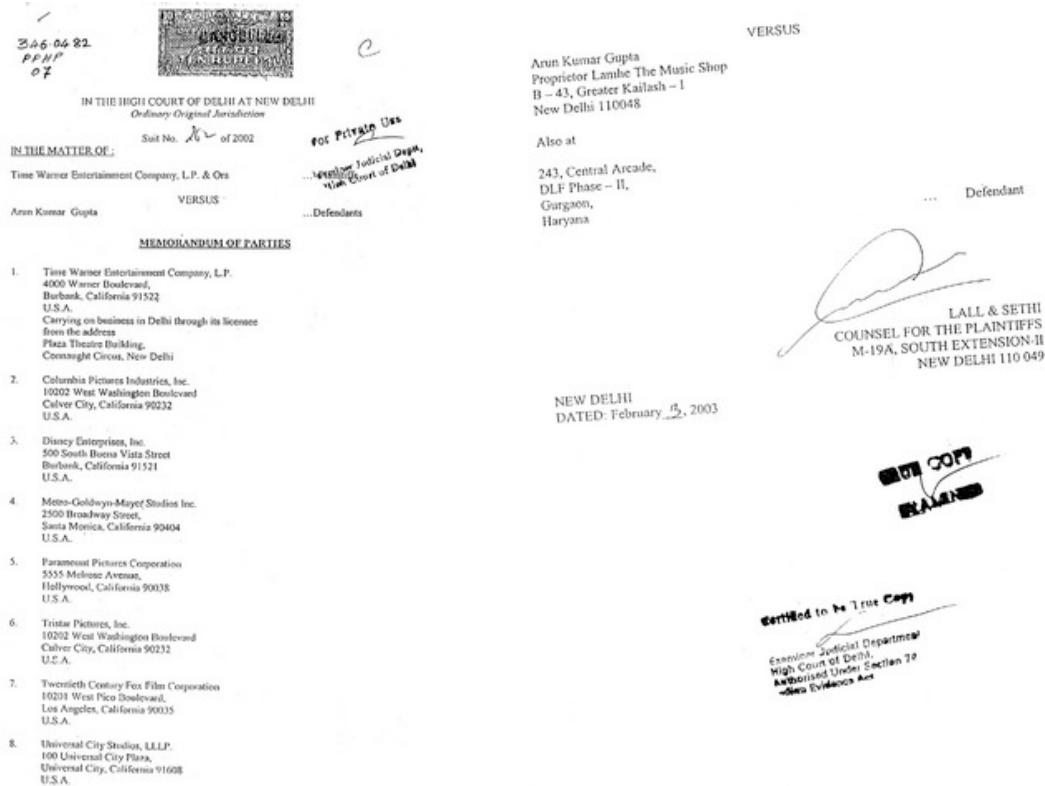 346-0482
PPHP
07
C
CANCELLED
IN THE HIGH COURT OF DELHI AT NEW DELHI
Ordinary Original Jurisdiction
Suit No. of 2002
For Private Use
IN THE MATTER OF :
Judicial Deptt,
High Court of Delhi
Time Warner Entertainment Company, L.P. & Ors
VERSUS
Arun Kumar Gupta ...Defendants
MEMORANDUM OF PARTIES
1. Time Warner Entertainment Company, L.P.
4000 Warner Boulevard,
Burbank, California 91522
U.S.A.
Carrying on business in Delhi through its licensee
from the address
Plaza Theatre Building,
Connaught Circus, New Delhi
2. Columbia Pictures Industries, Inc.
10202 West Washington Boulevard
Culver City, California 90232
U.S.A.
3. Disney Enterprises, Inc.
500 South Buena Vista Street
Burbank, California 91521
U.S.A.
4. Metro-Goldwyn-Mayer Studios Inc.
2500 Broadway Street,
Santa Monica, California 90404
U.S.A.
5. Paramount Pictures Corporation
5555 Melrose Avenue,
Hollywood, California 90038
U.S.A.
6. Tristar Pictures, Inc.
10202 West Washington Boulevard
Culver City, California 90232
U.S.A.
7. Twentieth Century Fox Film Corporation
10201 West Pico Boulevard,
Los Angeles, California 90035
U.S.A.
8. Universal City Studios, LLLP.
100 Universal City Plaza,
Universal City, California 91608
U.S.A.
VERSUS
Arun Kumar Gupta
Proprietor Lamhe The Music Shop
B – 43, Greater Kailash – I
New Delhi 110048
Also at
243, Central Arcade,
DLF Phase – II,
Gurgaon,
Haryana
... Defendant
LALL & SETHI
COUNSEL FOR THE PLAINTIFFS
M-19A, SOUTH EXTENSION-II
NEW DELHI 110 049
NEW DELHI
DATED: February 13, 2003
TRUE COPY
EXAMINED
Certified to be True Copy
Examiner Judicial Department
High Court of Delhi,
Authorised Under Section 76
Evidence Act